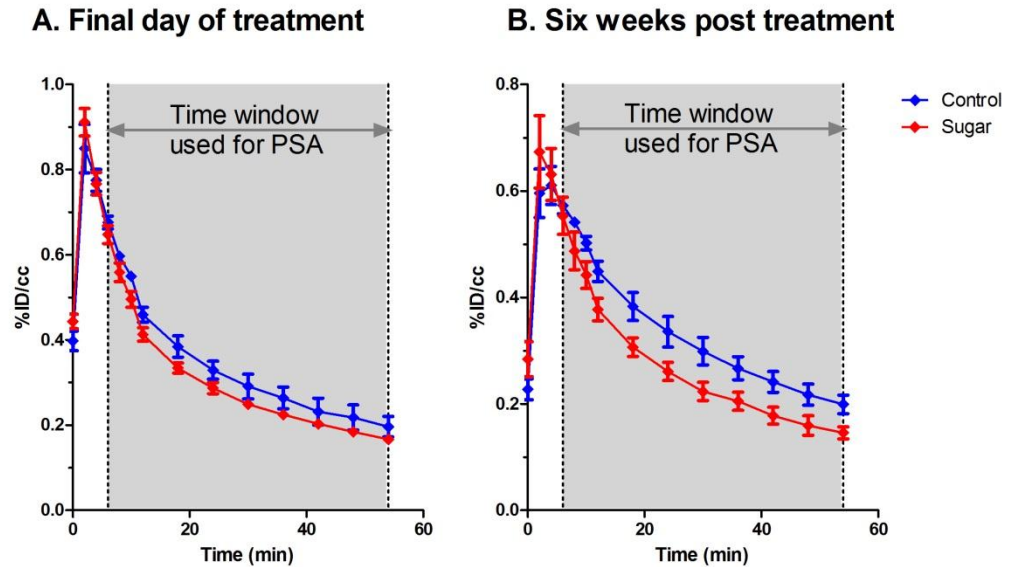 A. Final day of treatment
B. Six weeks post treatment
1.0
0.8
0.6
0.4
0.2
0.0
%ID/cc
Time window
used for PSA
0
20
40
60
Time (min)
0.8
0.6
0.4
0.2
0.0
%ID/cc
Time window
used for PSA
0
20
40
60
Time (min)
Control
Sugar